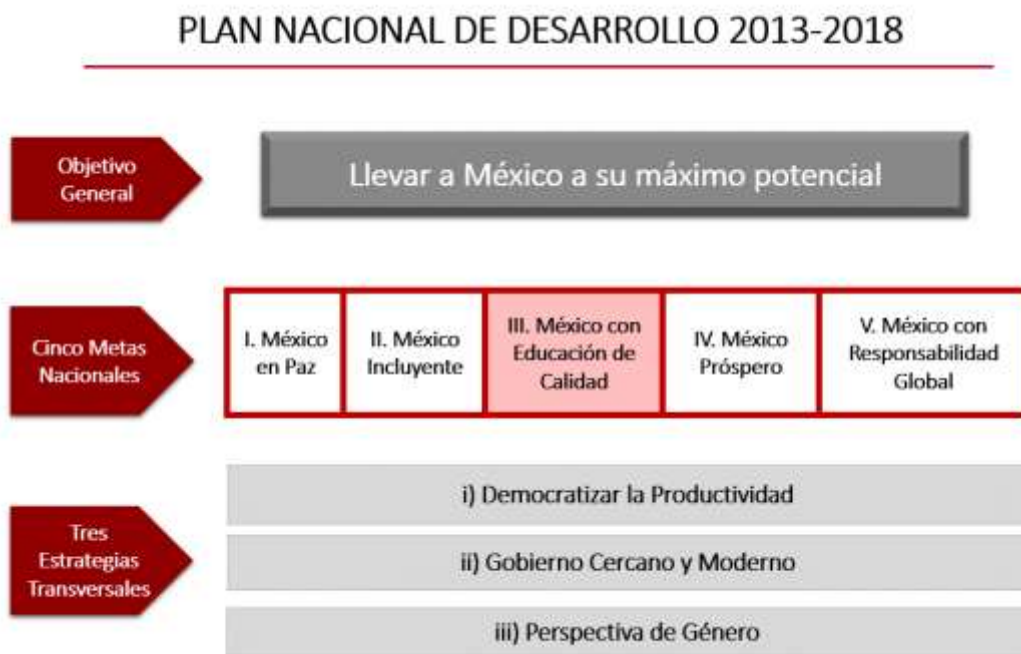 PLAN NACIONAL DE DESARROLLO 2013-2018
Objetivo
General
Llevar a México a su máximo potencial
Cinco Metas
Nacionales
I. México
en Paz
II. México
Incluyente
III. México con
Educación de
Calidad
IV. México
Próspero
V. México con
Responsabilidad
Global
Tres
Estrategias
Transversales
i) Democratizar la Productividad
ii) Gobierno Cercano y Moderno
iii) Perspectiva de Género